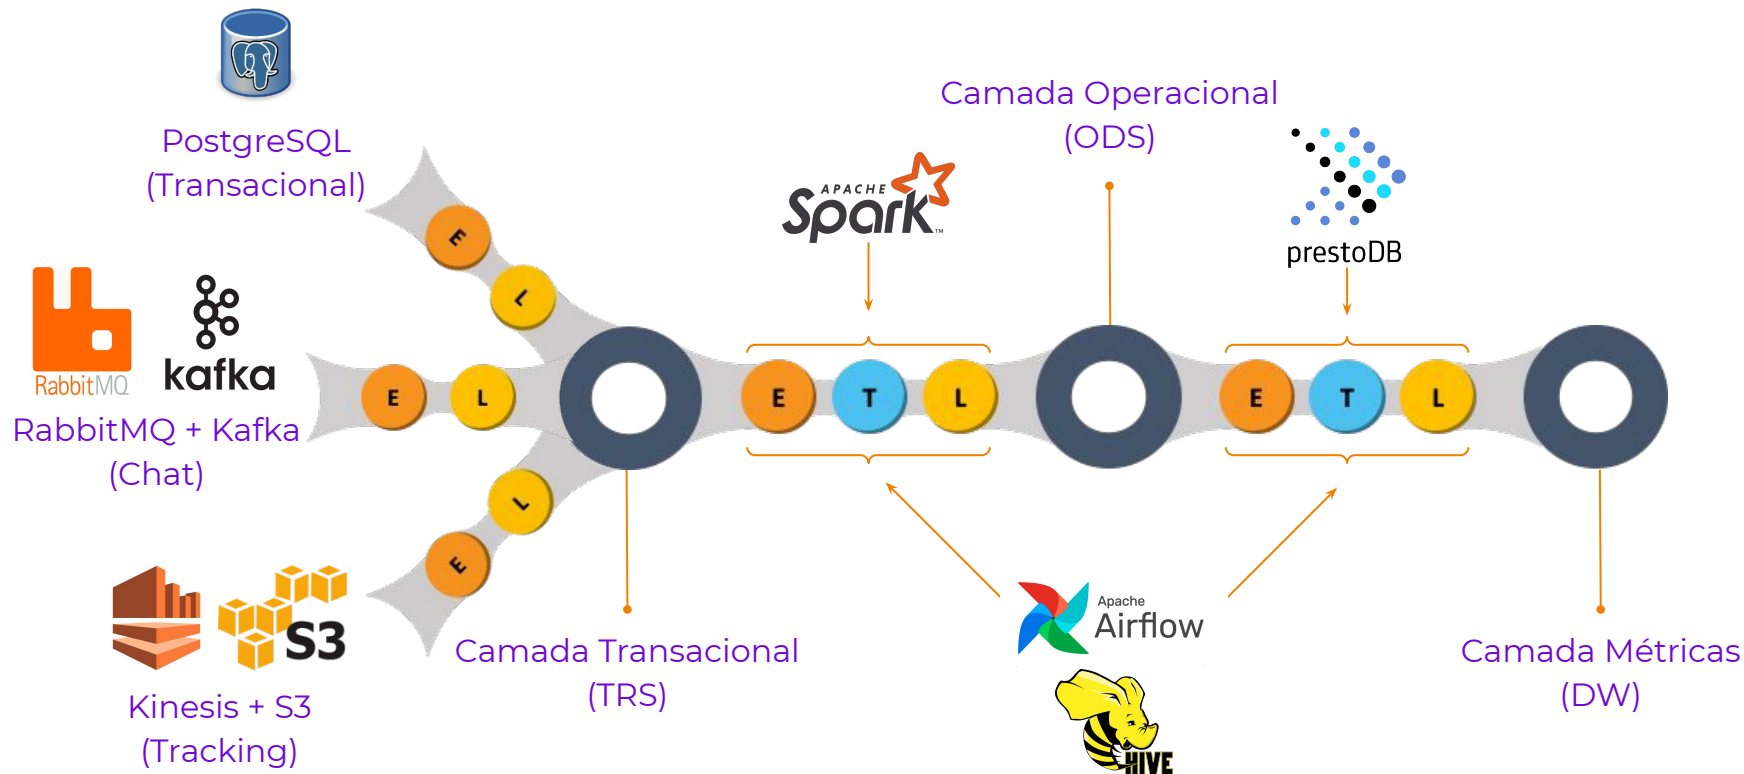 PostgreSQL
(Transacional)
RabbitMQ
kafka
RabbitMQ + Kafka
(Chat)
S3
Kinesis + S3
(Tracking)
E
L
E
L
E
L
Camada Transacional
(TRS)
APACHE
Spark™
E
T
L
Camada Operacional
(ODS)
prestoDB
E
T
L
Apache
Airflow
HIVE
Camada Métricas
(DW)